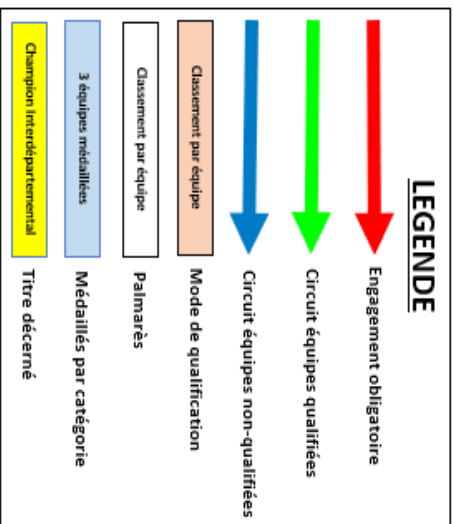 LEGENDE
Engagement obligatoire
Circuit équipes qualifiées
Circuit équipes non-qualifiées
Classement par équipe
Mode de qualification
Classement par équipe
Palmarès
3 équipes médaillées
Médaillés par catégorie
Champion Interdépartemental
Titre décerné